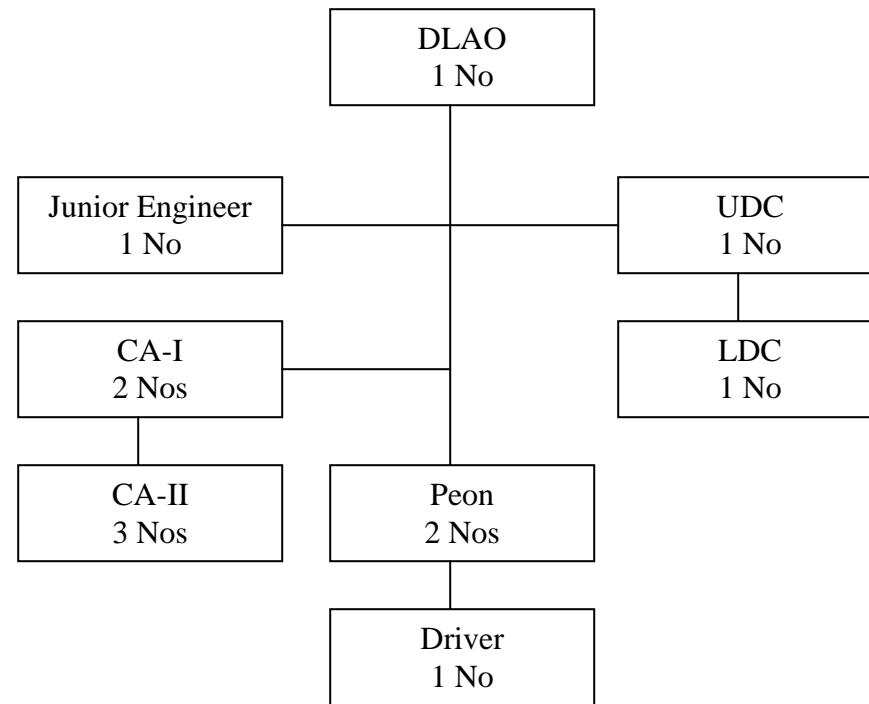 DLAO
1 No
Junior Engineer
1 No
UDC
1 No
CA-I
2 Nos
LDC
1 No
CA-II
3 Nos
Peon
2 Nos
Driver
1 No